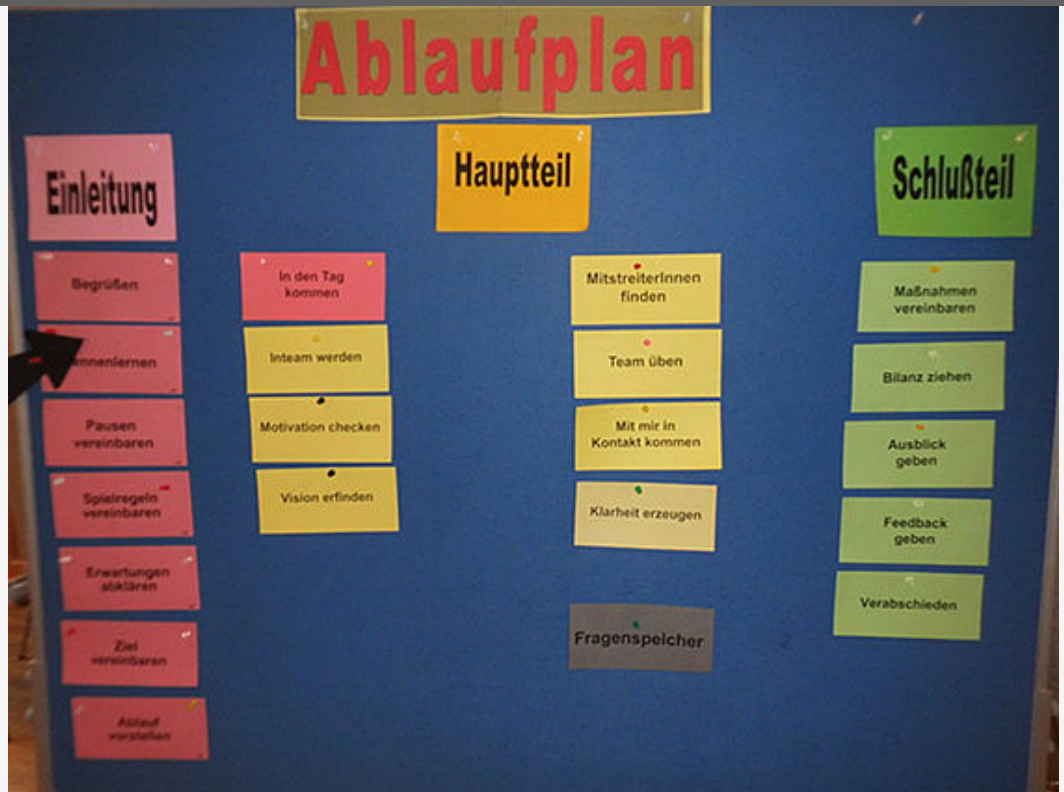 Ablaufplan
Einleitung
Begrüßen
ennenlernen
Pausen
vereinbaren
Spielregeln
vereinbaren
Erwartungen
abklären
Ziel
vereinbaren
Ablauf
vorstellen
Hauptteil
In den Tag
kommen
Inteam werden
Motivation checken
Vision erfinden
MitstreiterInnen
finden
Team üben
Mit mir in
Kontakt kommen
Klarheit erzeugen
Fragenspeicher
Schlußteil
Maßnahmen
vereinbaren
Bilanz ziehen
Ausblick
geben
Feedback
geben
Verabschieden